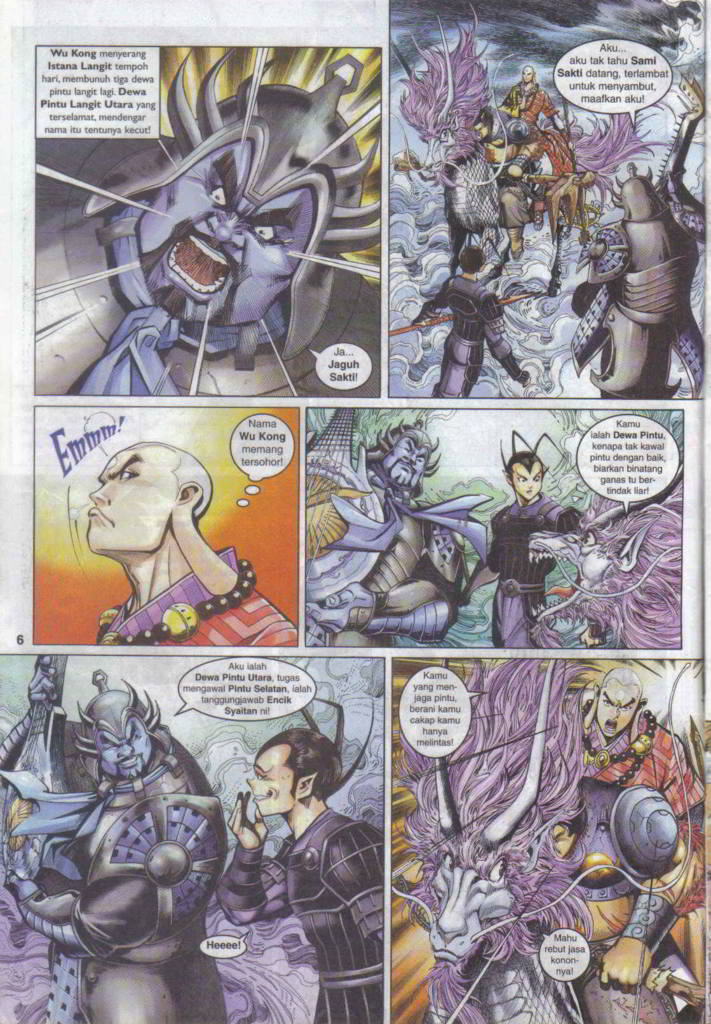 Wu Kong menyerang
Istana Langit tempoh
hari, membunuh tiga dewa
pintu langit lagi. Dewa
Pintu Langit Utara yang
terselamat, mendengar
nama itu tentunya kecut!
Ja...
Jaguh
Sakti!
Aku...
aku tak tahu Sami
Sakti datang, terlambat
untuk menyambut,
maafkan aku!
Emmm!
Nama
Wu Kong
memang
tersohor!
Kamu
ialah Dewa Pintu,
kenapa tak kawal
pintu dengan baik,
biarkan binatang
ganas tu ber-
tindak liar!
6
Aku ialah
Dewa Pintu Utara, tugas
mengawal Pintu Selatan, ialah
tanggungjawab Encik
Syaitan ni!
Heeee!
Kamu
yang men-
jaga pintu,
berani kamu
cakap kamu
hanya
melintas!
Mahu
rebut jasa
konon-
nya!